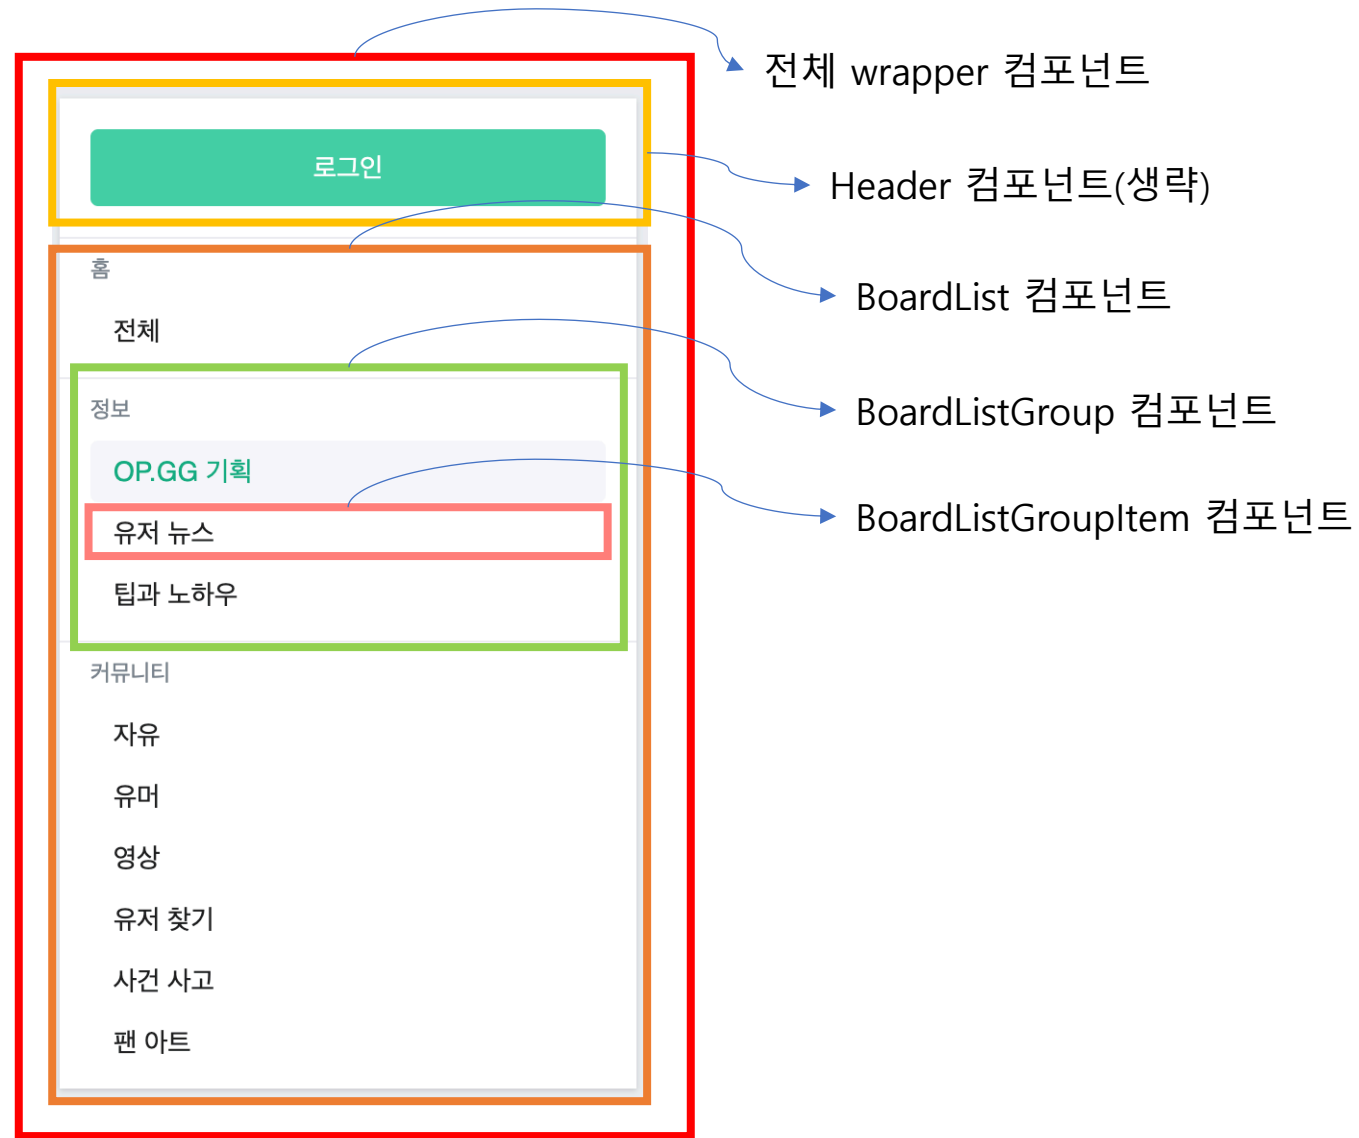 전체 wrapper 컴포넌트
로그인
Header 컴포넌트(생략)
홈
BoardList 컴포넌트
전체
정보
BoardListGroup 컴포넌트
OP.GG 기획
유저 뉴스
BoardListGroupItem 컴포넌트
팁과 노하우
커뮤니티
자유
유머
영상
유저 찾기
사건 사고
팬 아트